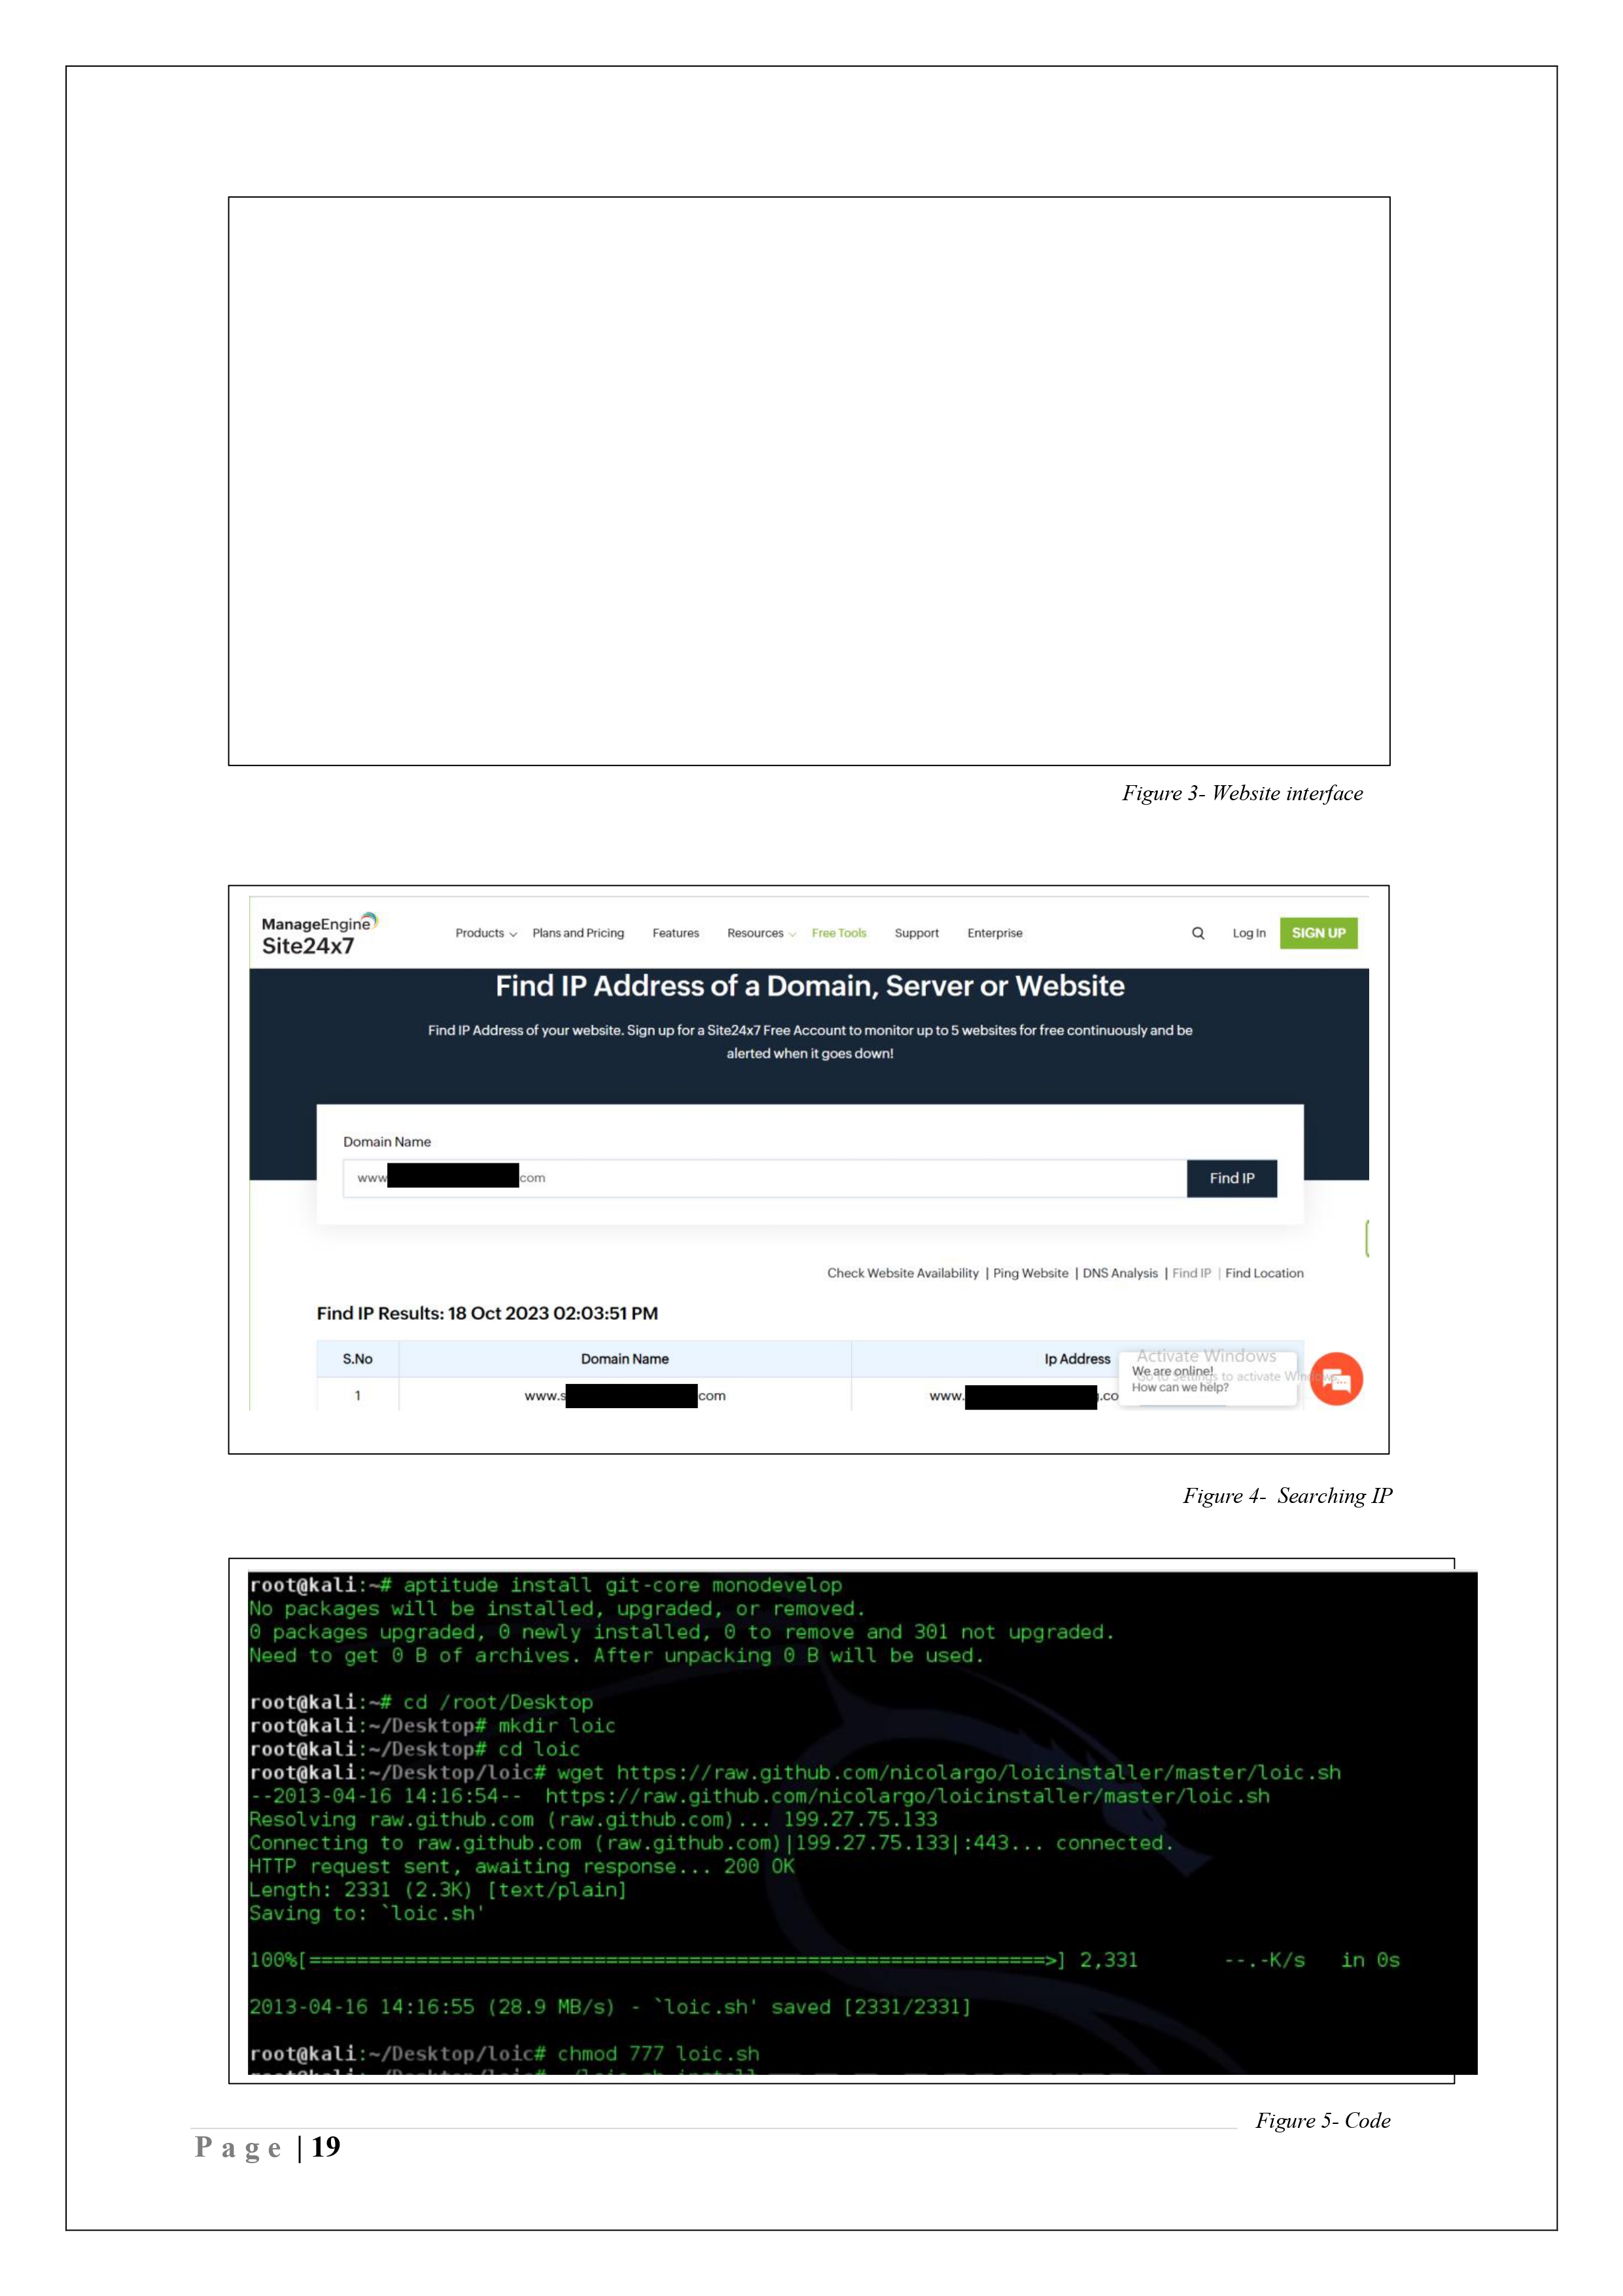 Figure 3- Website interface
ManageEngine
Site24x7
Products Plans and Pricing Features Resources Free Tools Support Enterprise Log In SIGN UP
Find IP Address of a Domain, Server or Website
Find IP Address of your website. Sign up for a Site24x7 Free Account to monitor up to 5 websites for free continuously and be
alerted when it goes down!
Domain Name
www com Find IP
Check Website Availability | Ping Website | DNS Analysis | Find IP | Find Location
Find IP Results: 18 Oct 2023 02:03:51 PM
S.No Domain Name Ip Address
Activate Windows
We are online!
Go to Settings to activate Windows.
How can we help?
1 www.s com www. .co
Figure 4- Searching IP
root@kali:~# aptitude install git-core monodevelop
No packages will be installed, upgraded, or removed.
0 packages upgraded, 0 newly installed, 0 to remove and 301 not upgraded.
Need to get 0 B of archives. After unpacking 0 B will be used.
root@kali:~# cd /root/Desktop
root@kali:~/Desktop# mkdir loic
root@kali:~/Desktop# cd loic
root@kali:~/Desktop/loic# wget https://raw.github.com/nicolargo/loicinstaller/master/loic.sh
--2013-04-16 14:16:54-- https://raw.github.com/nicolargo/loicinstaller/master/loic.sh
Resolving raw.github.com (raw.github.com)... 199.27.75.133
Connecting to raw.github.com (raw.github.com)|199.27.75.133|:443... connected.
HTTP request sent, awaiting response... 200 OK
Length: 2331 (2.3K) [text/plain]
Saving to: `loic.sh'
100%[==============================================================>] 2,331 --.-K/s in 0s
2013-04-16 14:16:55 (28.9 MB/s) - `loic.sh' saved [2331/2331]
root@kali:~/Desktop/loic# chmod 777 loic.sh
Figure 5- Code
Page | 19